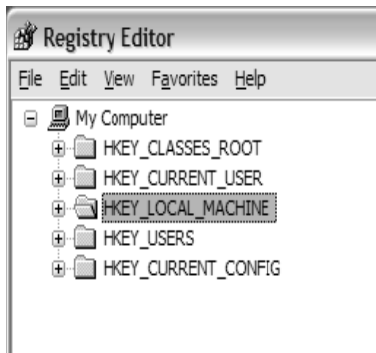 Registry Editor
File Edit View Favorites Help
My Computer
HKEY_CLASSES_ROOT
HKEY_CURRENT_USER
HKEY_LOCAL_MACHINE
HKEY_USERS
HKEY_CURRENT_CONFIG